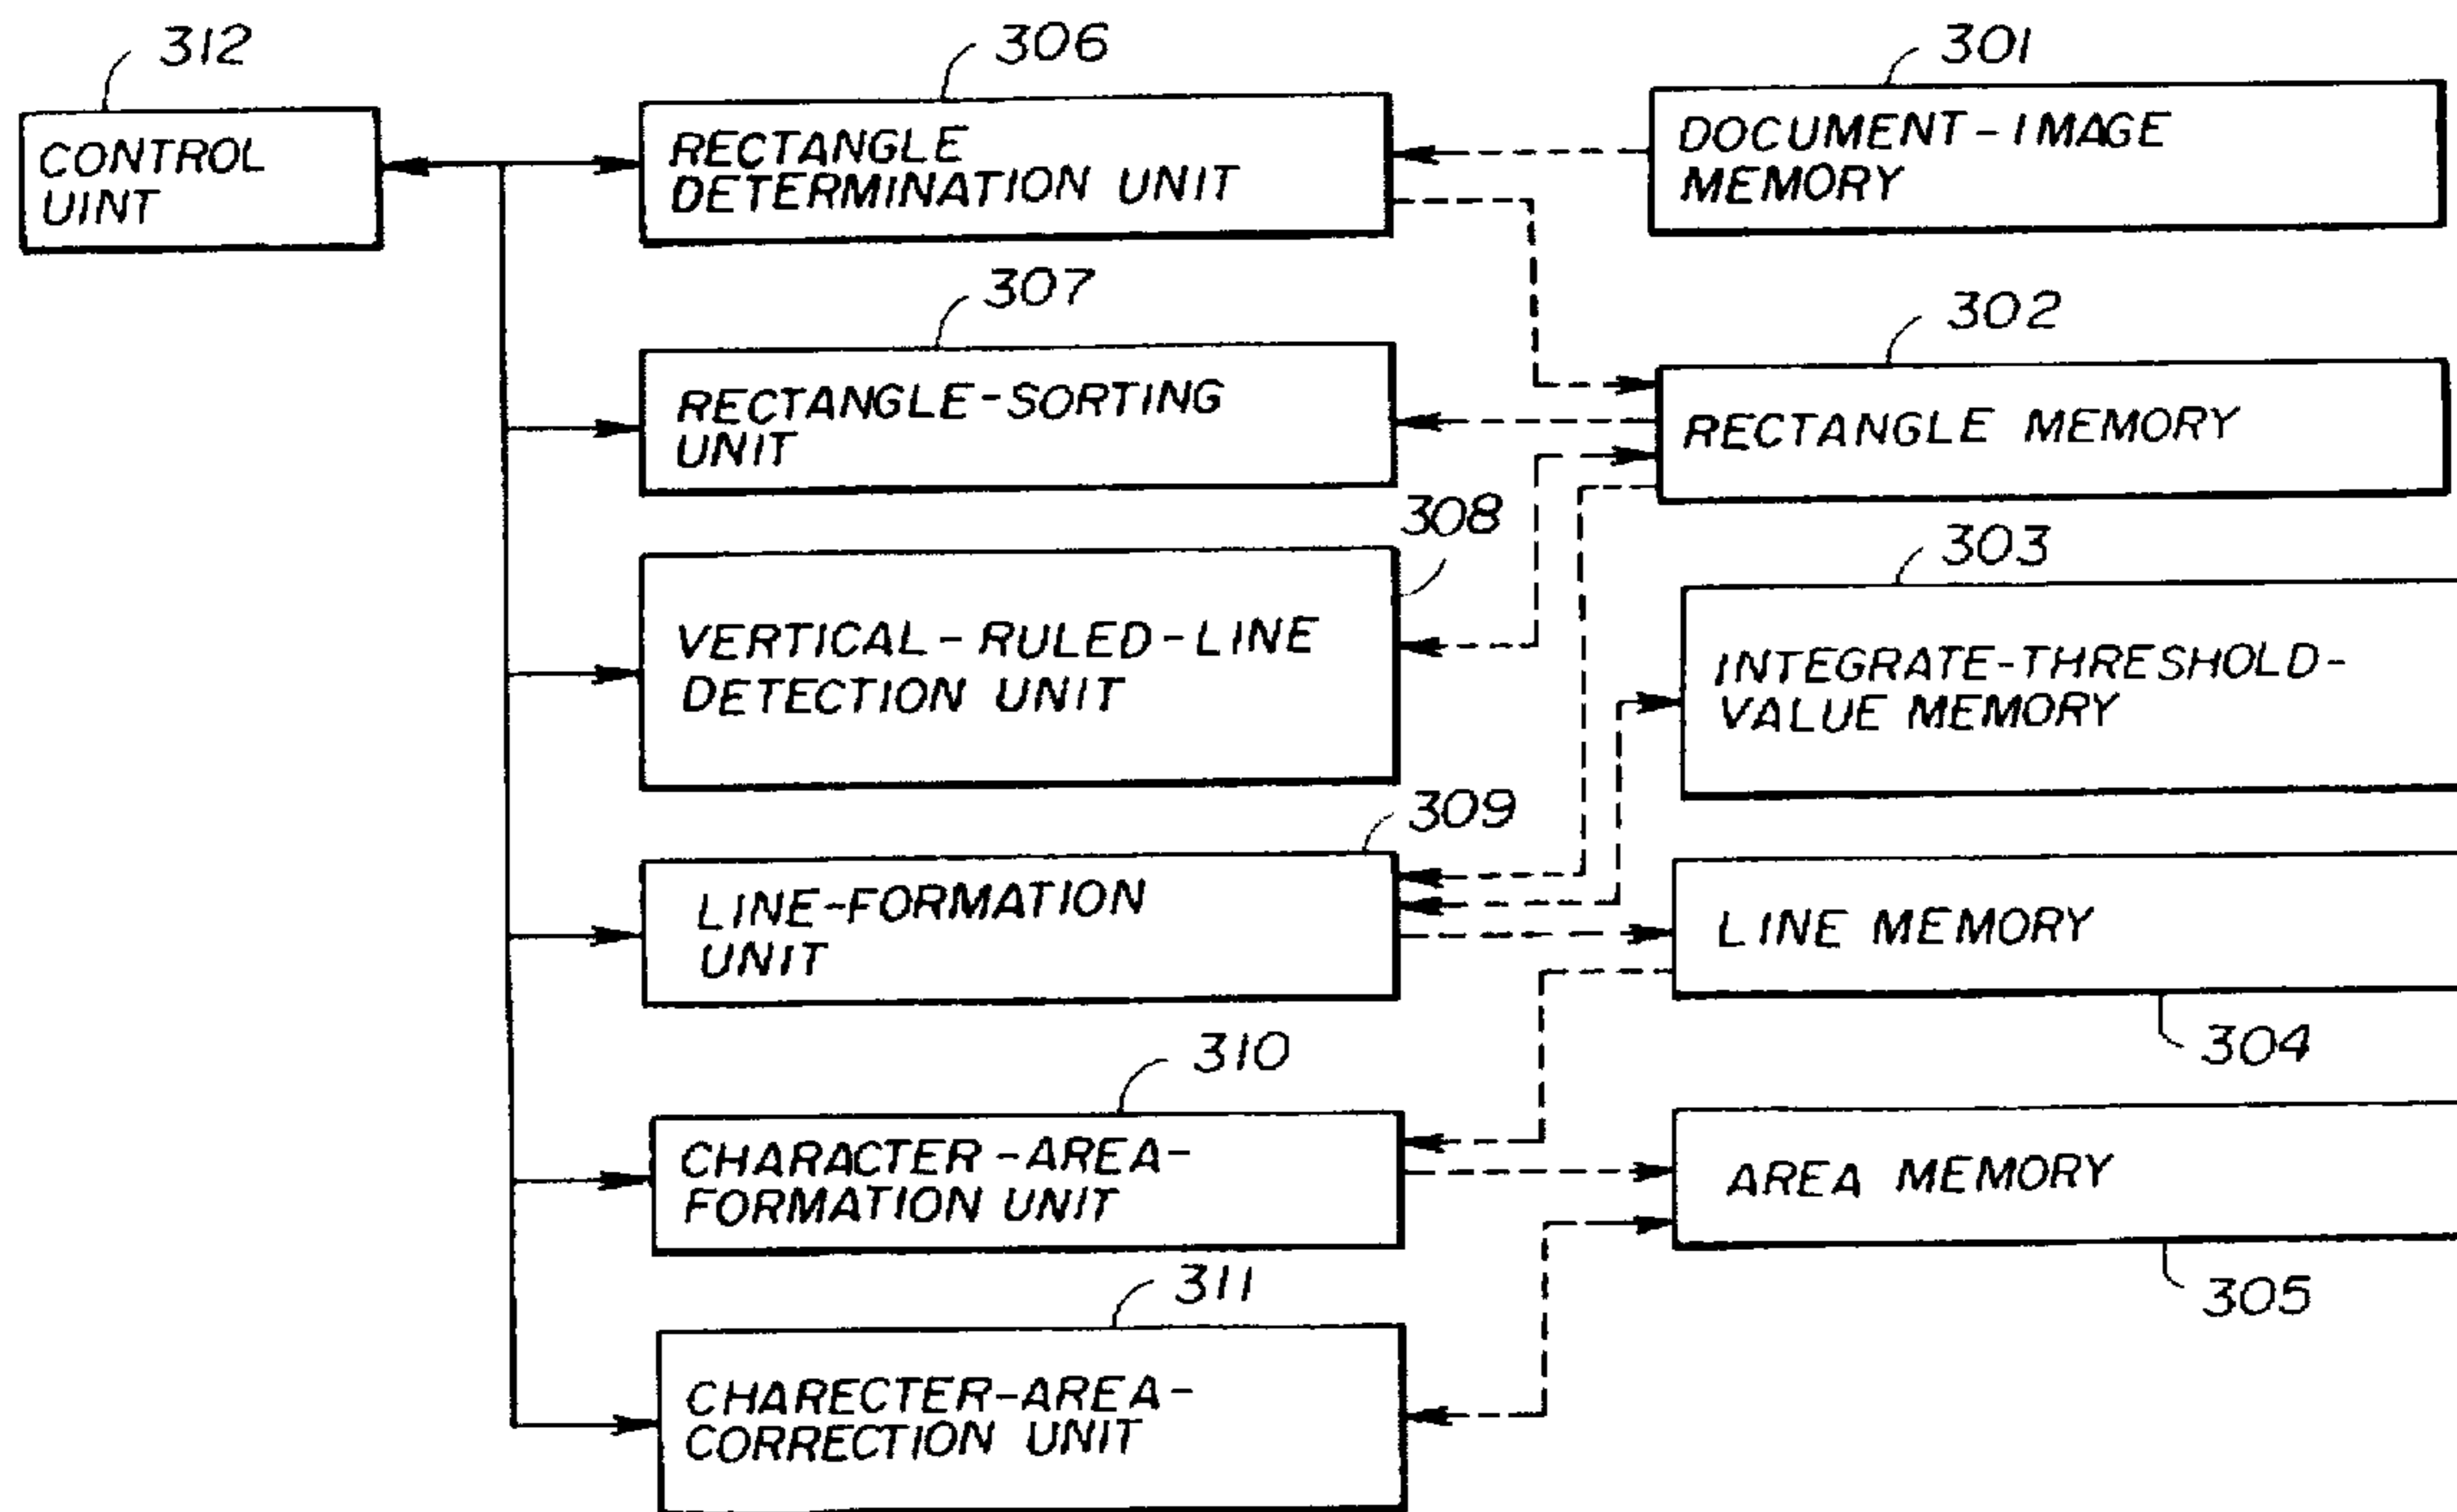 312
CONTROL
UINT
306
RECTANGLE
DETERMINATION UNIT
301
DOCUMENT-IMAGE
MEMORY
307
RECTANGLE-SORTING
UNIT
302
RECTANGLE MEMORY
308
VERTICAL-RULED-LINE
DETECTION UNIT
303
INTEGRATE-THRESHOLD-
VALUE MEMORY
309
LINE-FORMATION
UNIT
LINE MEMORY
304
310
CHARACTER-AREA-
FORMATION UNIT
AREA MEMORY
305
311
CHARECTER-AREA-
CORRECTION UNIT